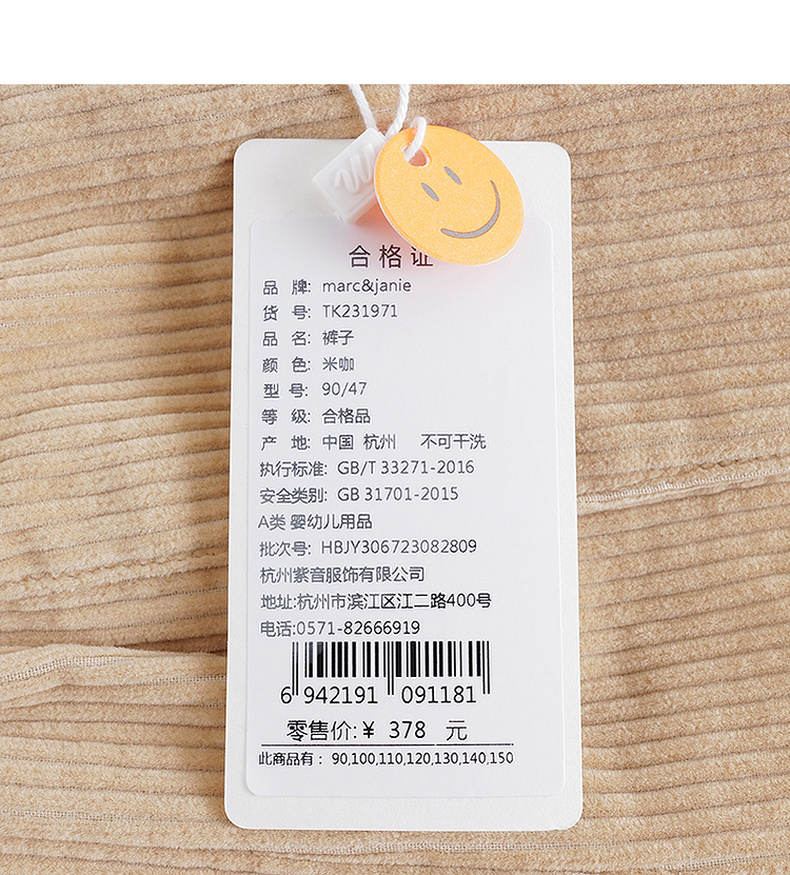 合格证
品 牌: marc&janie
货 号: TK231971
品 名: 裤子
颜 色: 米咖
型 号: 90/47
等 级: 合格品
产 地: 中国 杭州 不可干洗
执行标准: GB/T 33271-2016
安全类别: GB 31701-2015
A类 婴幼儿用品
批次号: HBJY306723082809
杭州紫音服饰有限公司
地址:杭州市滨江区江二路400号
电话:0571-82666919
6 942191 091181
零售价:¥ 378 元
此商品有: 90,100,110,120,130,140,150